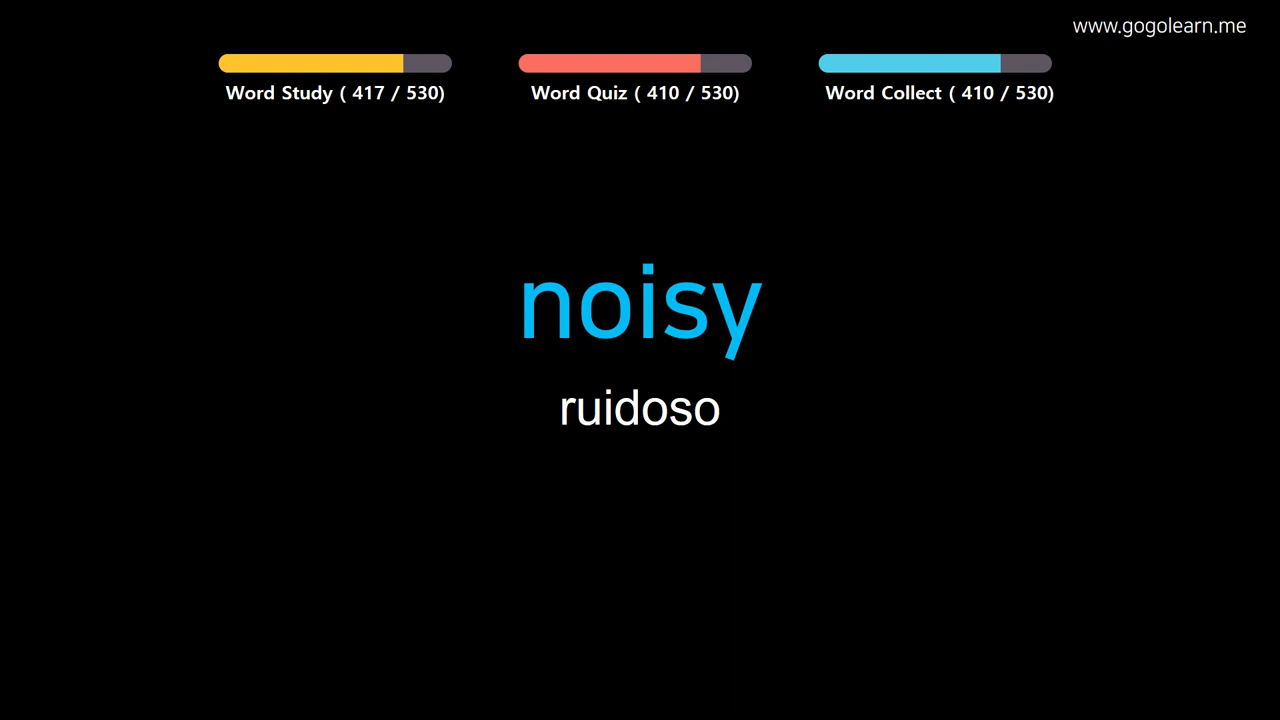 www.gogolearn.me
Word Study ( 417 / 530)
Word Quiz ( 410 / 530)
Word Collect ( 410 / 530)
noisy
ruidoso